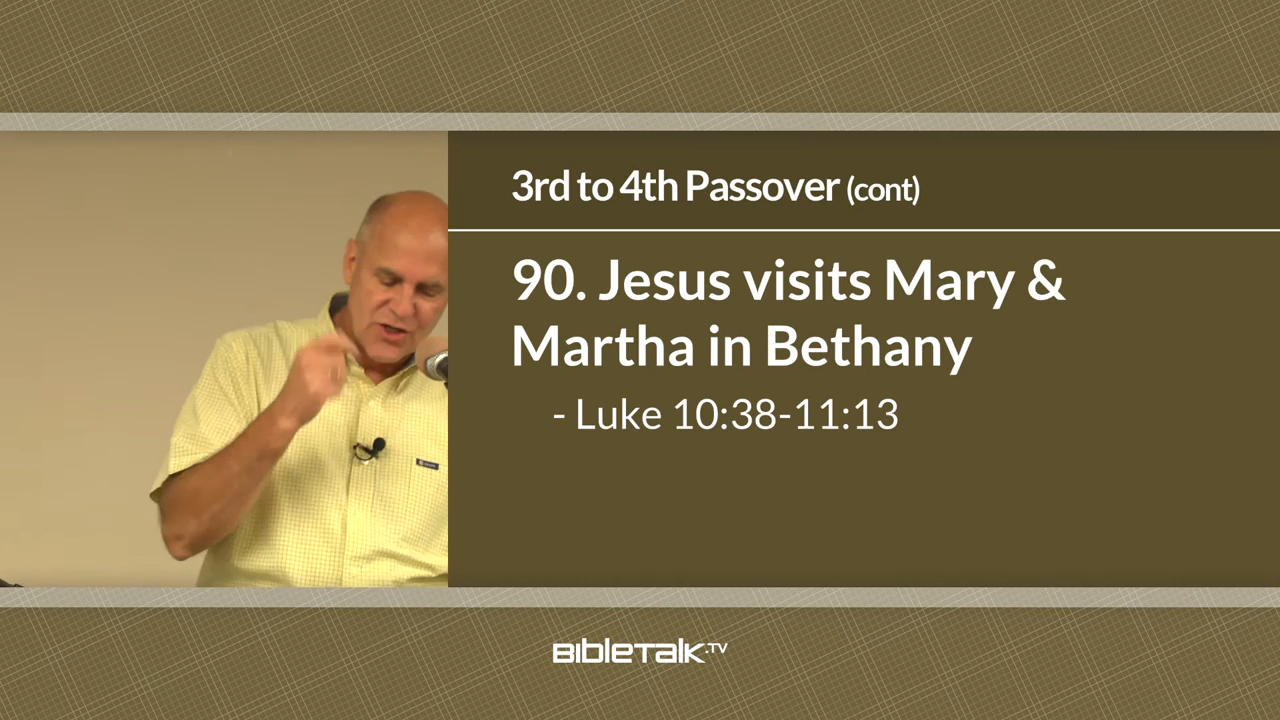 3rd to 4th Passover (cont)
90. Jesus visits Mary &
Martha in Bethany
- Luke 10:38-11:13
BibleTalk.TV